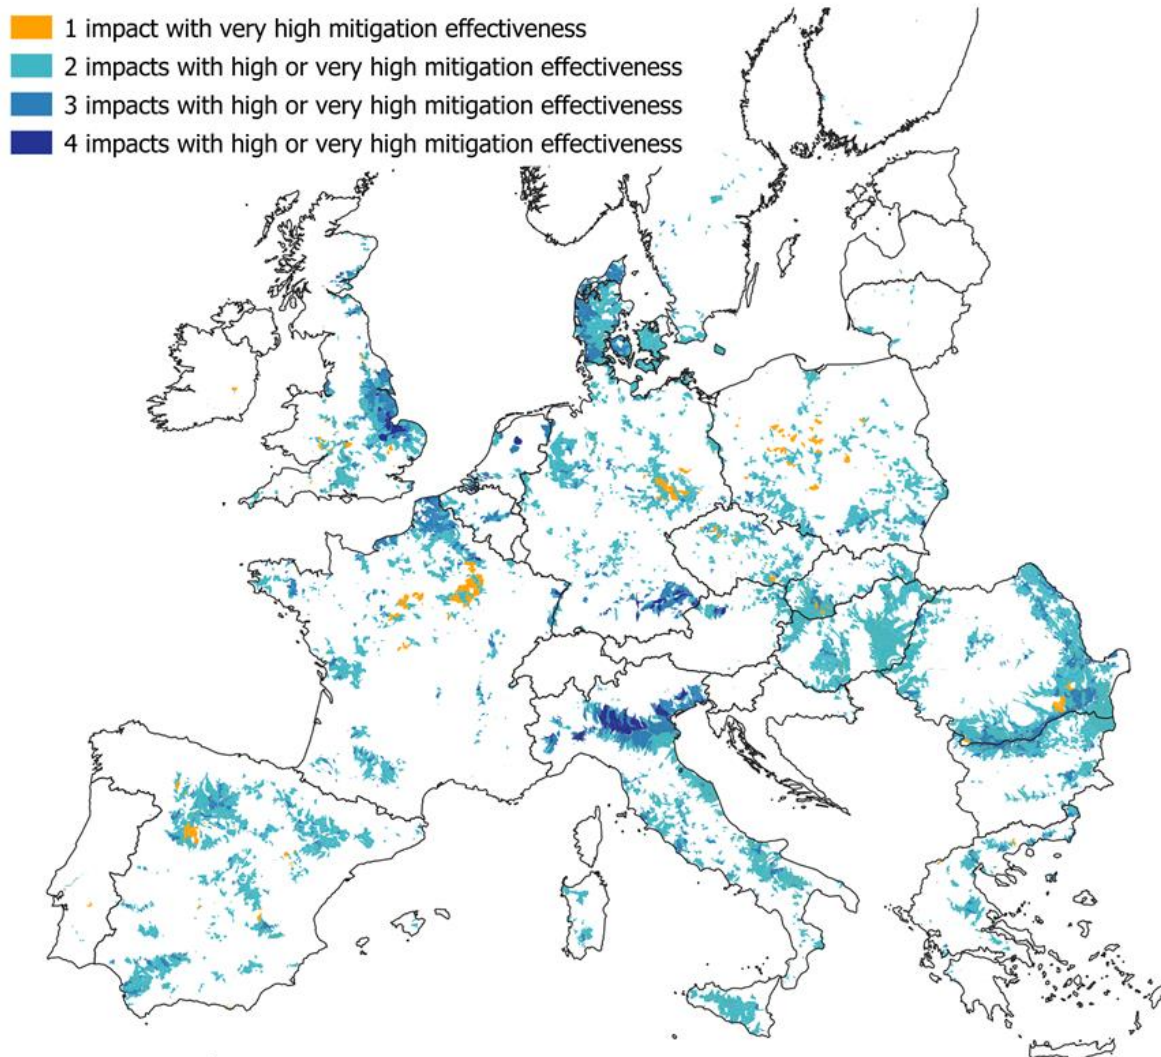 1 impact with very high mitigation effectiveness
2 impacts with high or very high mitigation effectiveness
3 impacts with high or very high mitigation effectiveness
4 impacts with high or very high mitigation effectiveness